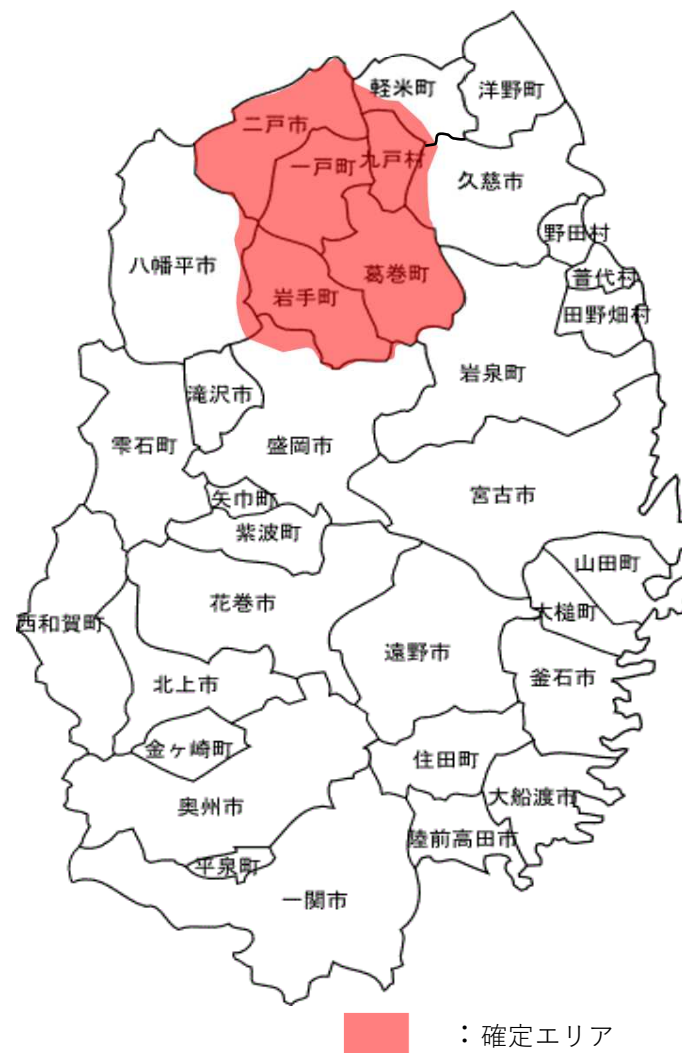 軽米町
洋野町
二戸市
一戸町
九戸村
久慈市
野田村
八幡平市
普代村
葛巻町
岩手町
田野畑村
岩泉町
滝沢市
雫石町
盛岡市
宮古市
矢巾町
紫波町
山田町
花巻市
大槌町
西和賀町
遠野市
釜石市
北上市
金ヶ崎町
住田町
大船渡市
奥州市
陸前高田市
平泉町
一関市
：確定エリア